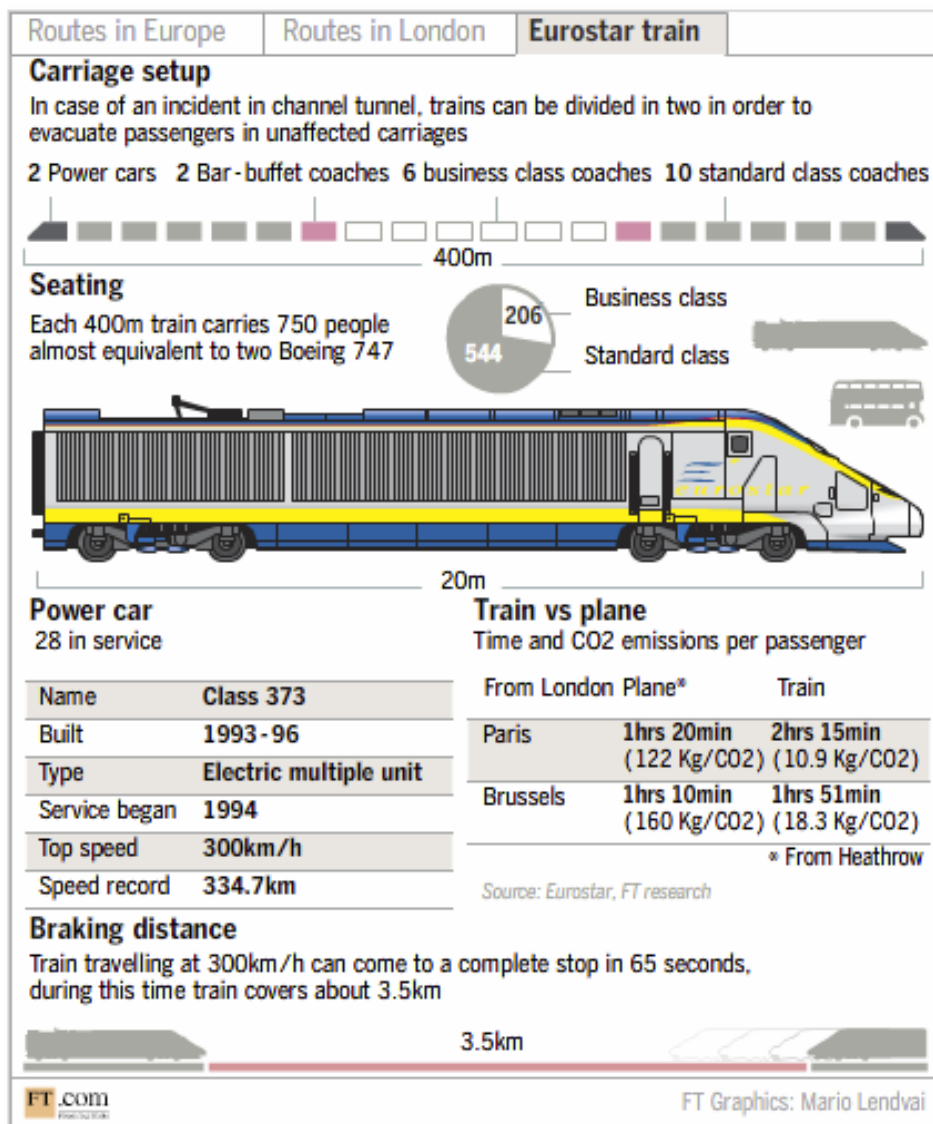 Routes in Europe
Routes in London
Eurostar train
Carriage setup
In case of an incident in channel tunnel, trains can be divided in two in order to
evacuate passengers in unaffected carriages
2 Power cars 2 Bar-buffet coaches 6 business class coaches 10 standard class coaches
400m
Seating
Each 400m train carries 750 people
almost equivalent to two Boeing 747
206
544
Business class
Standard class
eurostar
20m
Power car
28 in service
Name Class 373
Built 1993-96
Type Electric multiple unit
Service began 1994
Top speed 300km/h
Speed record 334.7km
Train vs plane
Time and CO2 emissions per passenger
From London Plane* Train
Paris 1hrs 20min 2hrs 15min
(122 Kg/CO2) (10.9 Kg/CO2)
Brussels 1hrs 10min 1hrs 51min
(160 Kg/CO2) (18.3 Kg/CO2)
* From Heathrow
Source: Eurostar, FT research
Braking distance
Train travelling at 300km/h can come to a complete stop in 65 seconds,
during this time train covers about 3.5km
3.5km
FT.com
FT Graphics: Mario Lendvai